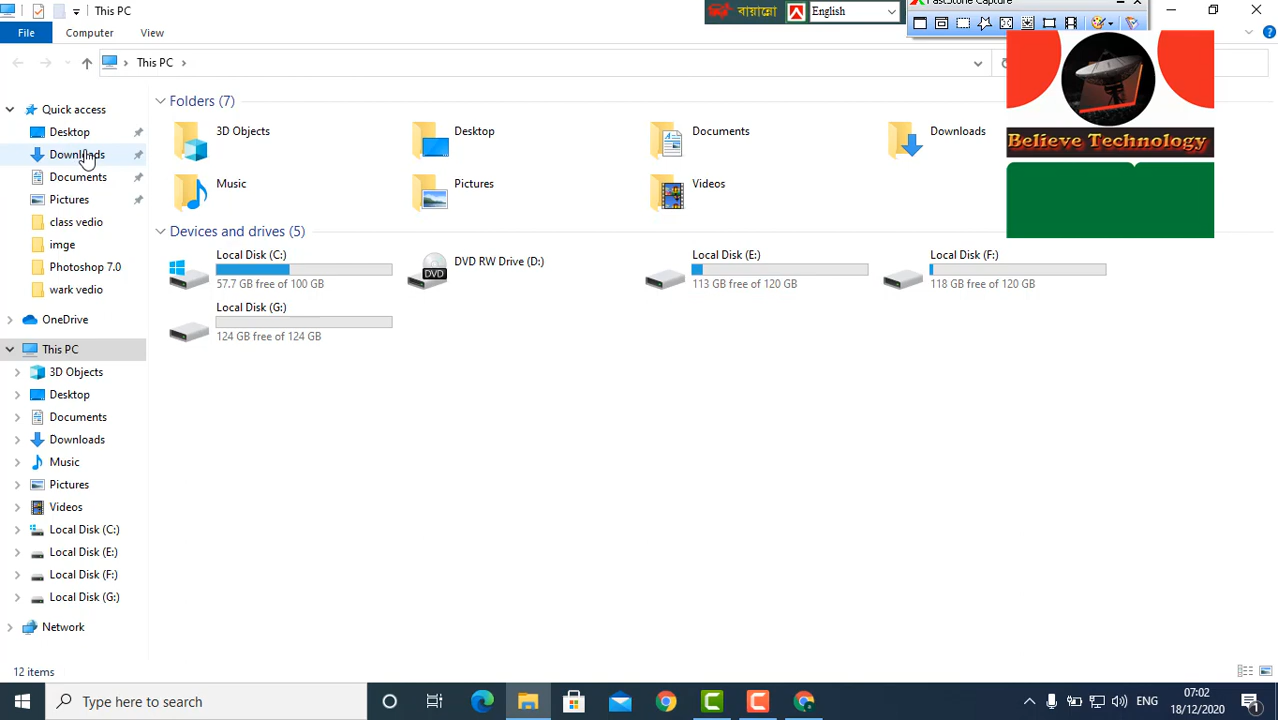 This PC
বায়ান্নো
English
FastStone Capture
File
Computer
View
This PC
Quick access
Desktop
Downloads
Documents
Pictures
class vedio
imge
Photoshop 7.0
wark vedio
OneDrive
This PC
3D Objects
Desktop
Documents
Downloads
Music
Pictures
Videos
Local Disk (C:)
Local Disk (E:)
Local Disk (F:)
Local Disk (G:)
Network
Folders (7)
3D Objects
Desktop
Documents
Downloads
Music
Pictures
Videos
Devices and drives (5)
Local Disk (C:)
57.7 GB free of 100 GB
DVD RW Drive (D:)
DVD
Local Disk (E:)
113 GB free of 120 GB
Local Disk (F:)
118 GB free of 120 GB
Local Disk (G:)
124 GB free of 124 GB
Believe Technology
12 items
Type here to search
ENG
07:02
18/12/2020
1